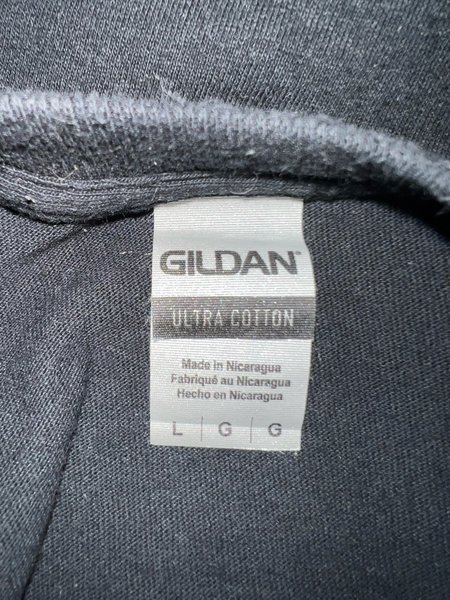 GILDAN
ULTRA COTTON
Made in Nicaragua
Fabriqué au Nicaragua
Hecho en Nicaragua
L | G | G